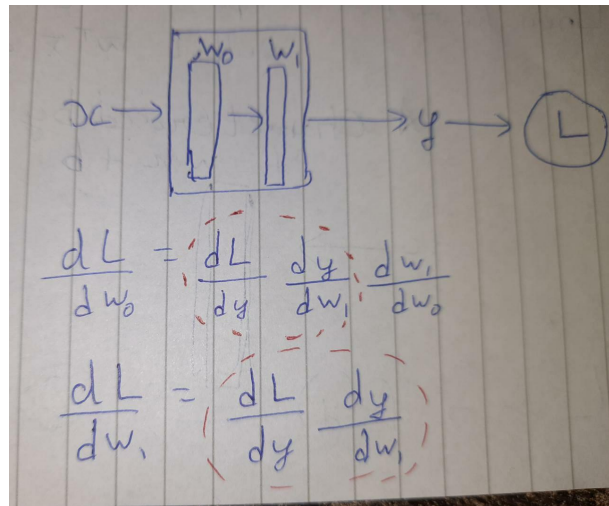 W₀ W₁
x → → → y → L
dL/dw₀ = dL/dy dy/dw₁ dw₁/dw₀
dL/dw₁ = dL/dy dy/dw₁